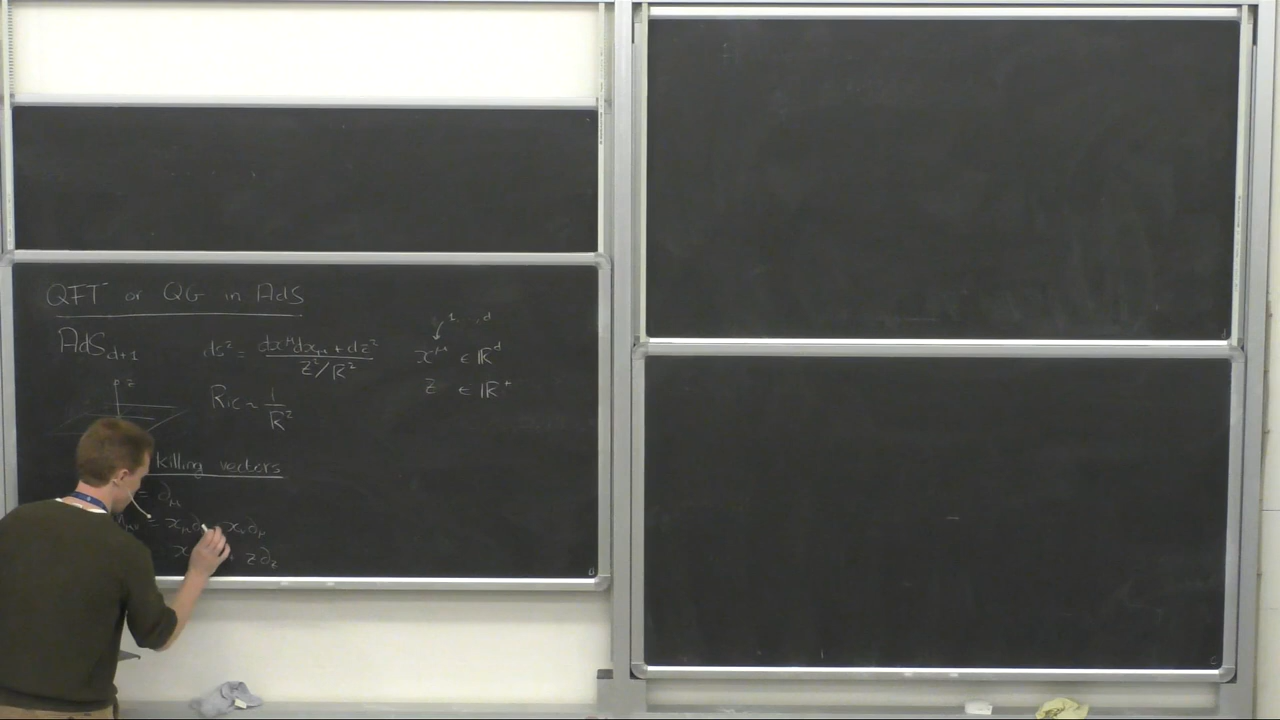 QFT or QG in AdS
AdS_{d+1} ds² = (dx^μ dx_μ + dz²) / (z²/R²)
1, ..., d
x^μ ∈ ℝ^d
z ∈ ℝ⁺
z
Ric ~ 1/R²
killing vectors
= ∂_μ
= x_μ ∂ x_ν ∂_μ
x z ∂_z